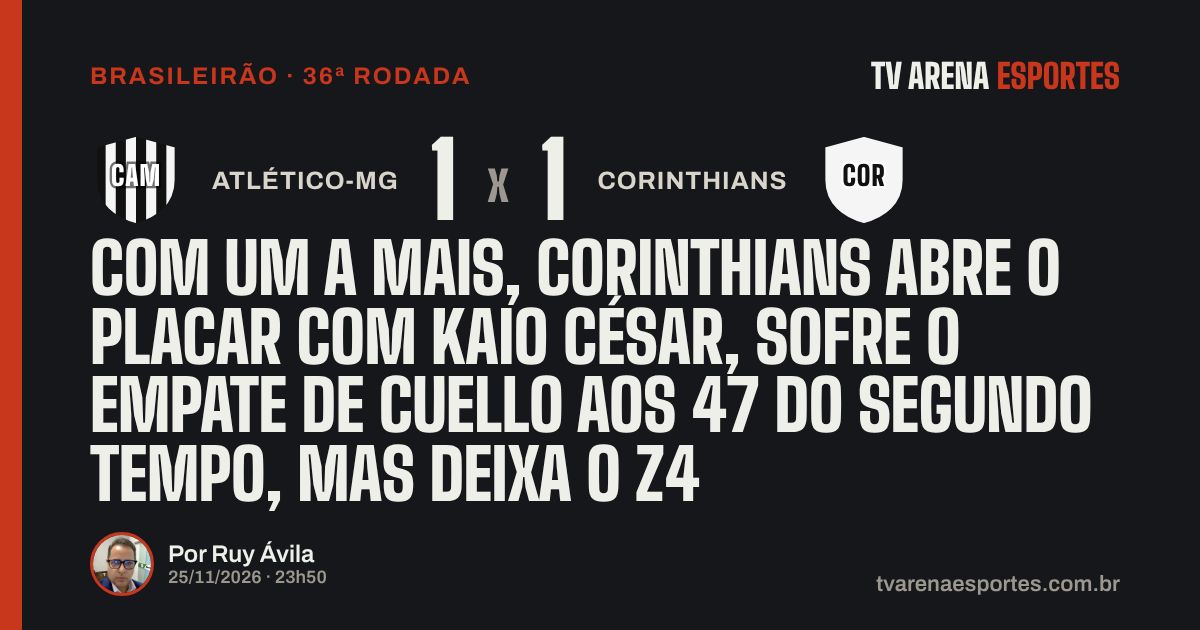 BRASILEIRÃO · 36ª RODADA
TV ARENA ESPORTES
CAM ATLÉTICO-MG 1 x 1 CORINTHIANS COR
COM UM A MAIS, CORINTHIANS ABRE O
PLACAR COM KAIO CÉSAR, SOFRE O
EMPATE DE CUELLO AOS 47 DO SEGUNDO
TEMPO, MAS DEIXA O Z4
Por Ruy Ávila
25/11/2026 · 23h50
tvarenaesportes.com.br